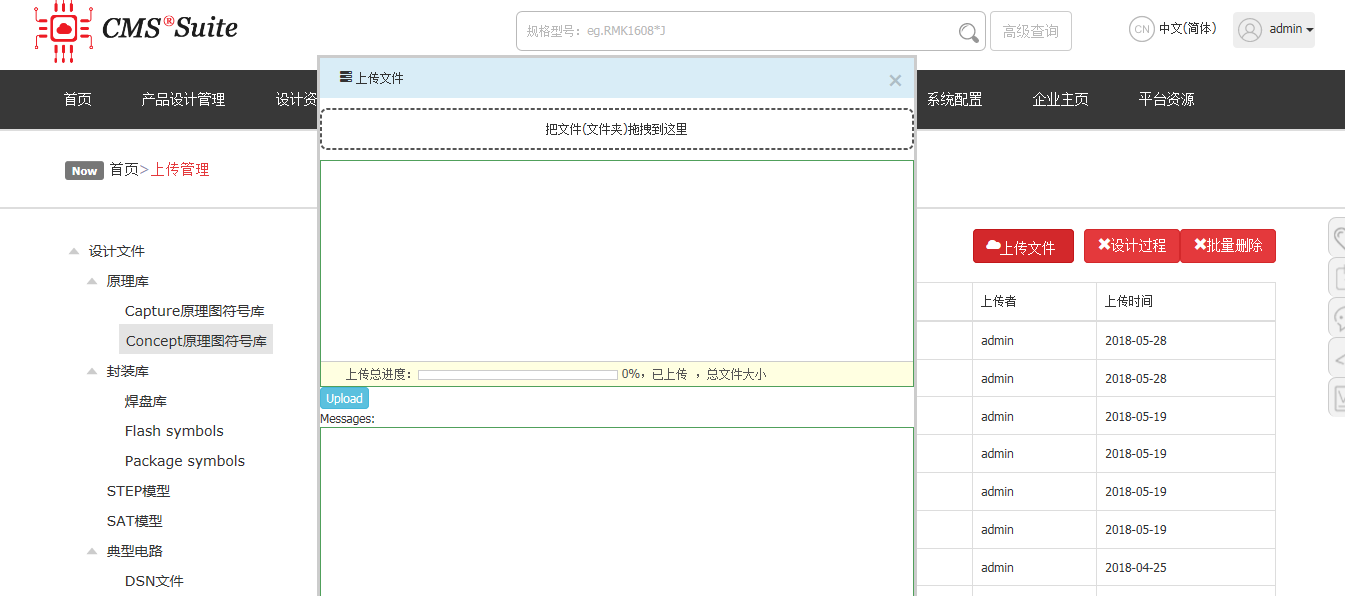 CMS®Suite
规格型号：eg.RMK1608*J
高级查询
CN 中文(简体)
admin
首页 产品设计管理 设计资 系统配置 企业主页 平台资源
Now 首页>上传管理
上传文件
×
把文件(文件夹)拖拽到这里
上传总进度： 0%，已上传 ，总文件大小
Upload
Messages:
设计文件
原理库
Capture原理图符号库
Concept原理图符号库
封装库
焊盘库
Flash symbols
Package symbols
STEP模型
SAT模型
典型电路
DSN文件
上传文件 设计过程 批量删除
上传者 上传时间
admin 2018-05-28
admin 2018-05-28
admin 2018-05-19
admin 2018-05-19
admin 2018-05-19
admin 2018-05-19
admin 2018-04-25